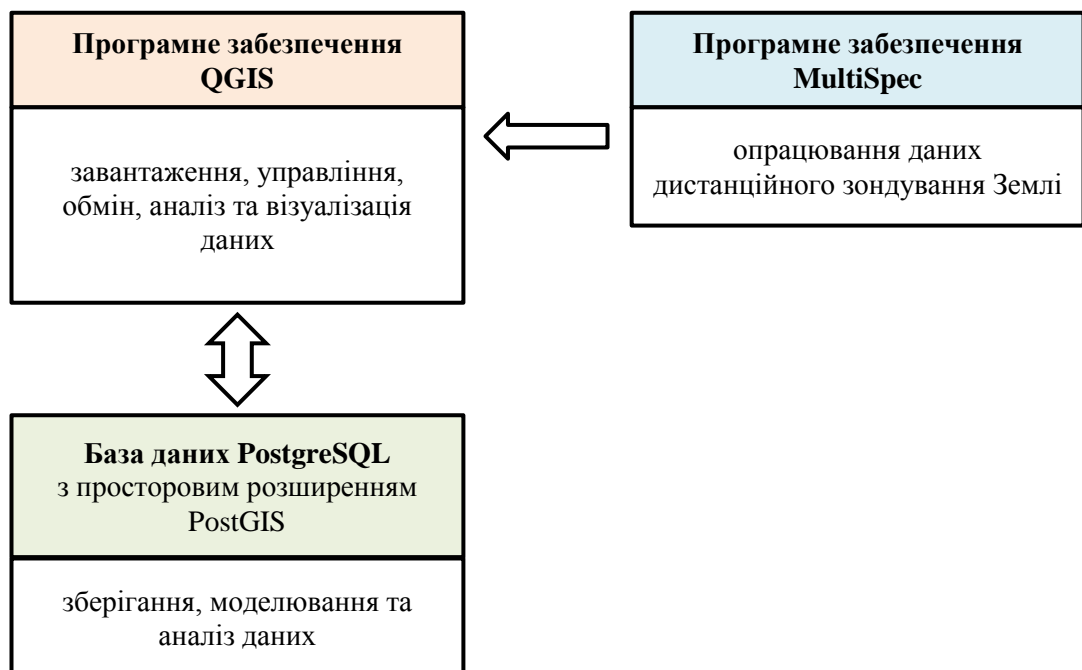 Програмне забезпечення
QGIS
завантаження, управління,
обмін, аналіз та візуалізація
даних
Програмне забезпечення
MultiSpec
опрацювання даних
дистанційного зондування Землі
База даних PostgreSQL
з просторовим розширенням
PostGIS
зберігання, моделювання та
аналіз даних